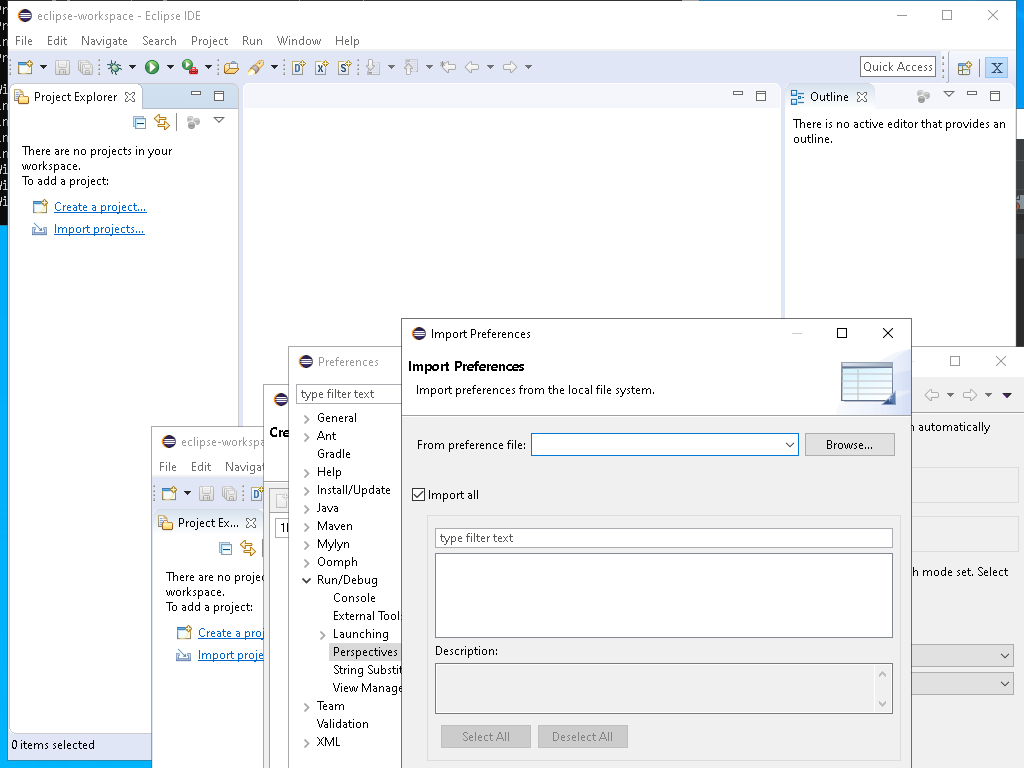 eclipse-workspace - Eclipse IDE
File Edit Navigate Search Project Run Window Help
Quick Access
Project Explorer
There are no projects in your
workspace.
To add a project:
Create a project...
Import projects...
0 items selected
Outline
There is no active editor that provides an
outline.
eclipse-workspa
File Edit Navigat
Project Ex...
There are no projec
workspace.
To add a project:
Create a proj
Import proje
Cre
Preferences
type filter text
General
Ant
Gradle
Help
Install/Update
Java
Maven
Mylyn
Oomph
Run/Debug
Console
External Tools
Launching
Perspectives
String Substit
View Manage
Team
Validation
XML
automatically
h mode set. Select
Import Preferences
Import Preferences
Import preferences from the local file system.
From preference file:
Browse...
Import all
type filter text
Description:
Select All
Deselect All